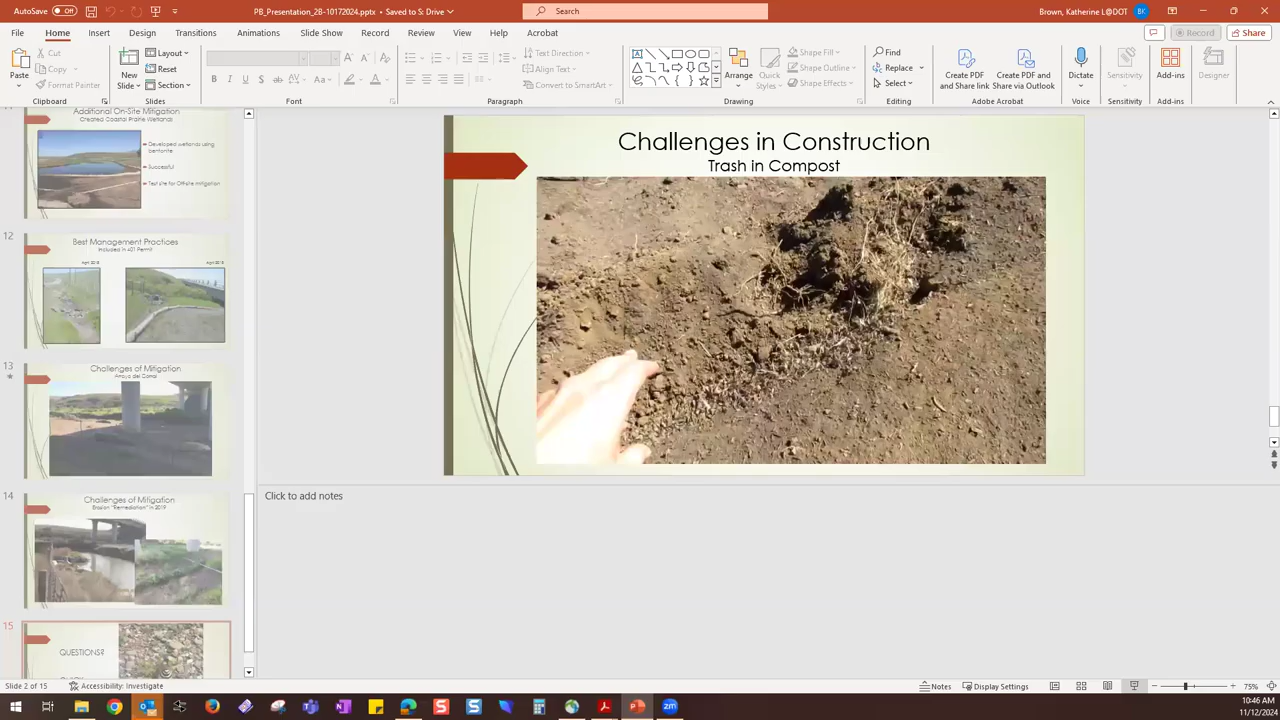 AutoSave Off
PB_Presentation_2B-10172024.pptx • Saved to S: Drive
Search
Brown, Katherine L@DOT
BK
File Home Insert Design Transitions Animations Slide Show Record Review View Help Acrobat
Record
Share
Paste
Cut
Copy
Format Painter
Clipboard
New Slide
Layout
Reset
Section
Slides
Font
Text Direction
Align Text
Convert to SmartArt
Paragraph
Arrange
Quick Styles
Shape Fill
Shape Outline
Shape Effects
Drawing
Find
Replace
Select
Editing
Create PDF and Share link
Create PDF and Share via Outlook
Adobe Acrobat
Dictate
Voice
Sensitivity
Sensitivity
Add-ins
Add-ins
Designer
Additional On-Site Mitigation
Created Coastal Prairie Wetlands
Developed wetlands using bentonite
Successful
Test site for Offsite mitigation
12
Best Management Practices
Included in 401 Permit
13
Challenges of Mitigation
14
Challenges of Mitigation
Erosion "Remediation" in 2019
15
QUESTIONS?
Challenges in Construction
Trash in Compost
Click to add notes
Slide 2 of 15
Accessibility: Investigate
Notes
Display Settings
75%
10:46 AM
11/12/2024